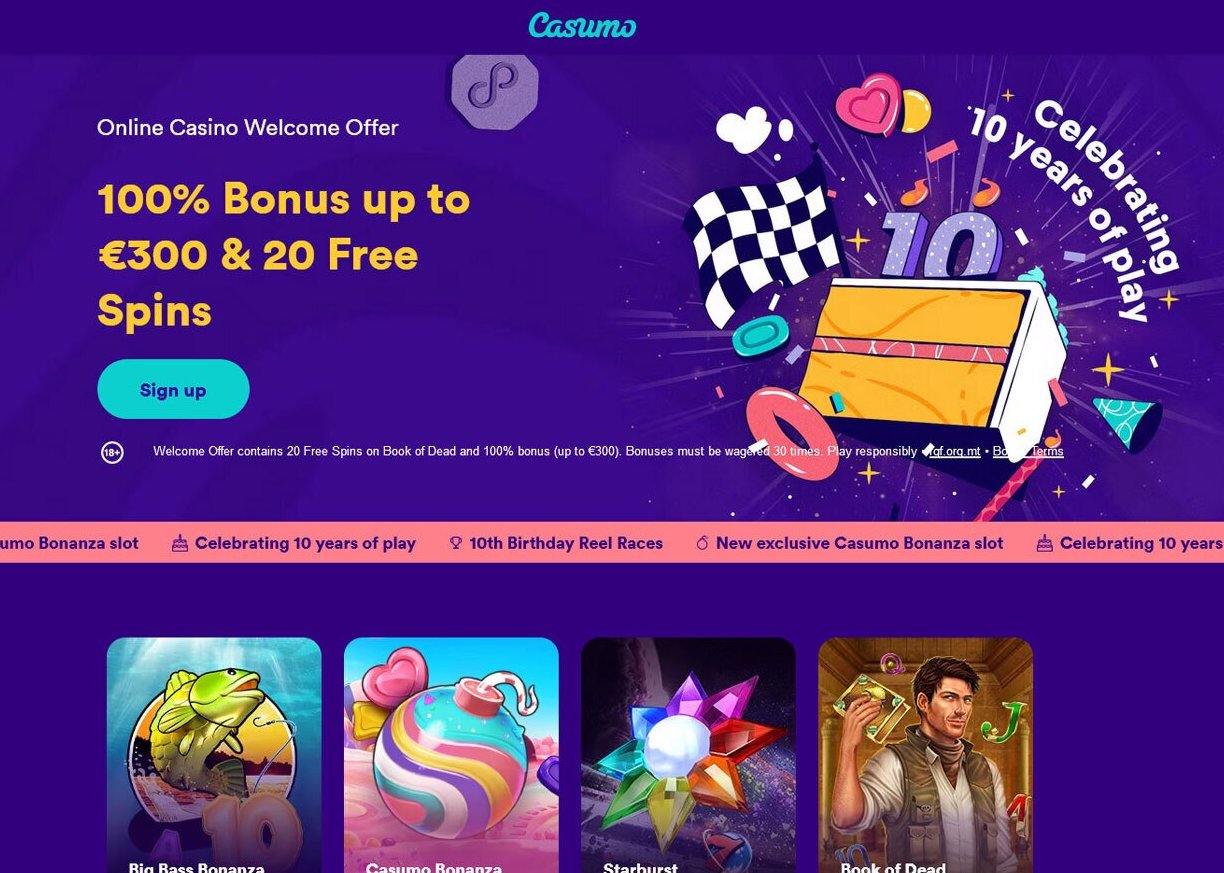 Casumo
Online Casino Welcome Offer
100% Bonus up to
€300 & 20 Free
Spins
Sign up
18+
Welcome Offer contains 20 Free Spins on Book of Dead and 100% bonus (up to €300). Bonuses must be wagered 30 times. Play responsibly • rgf.org.mt • Bonus Terms
Celebrating
10 years of play
10
umo Bonanza slot
Celebrating 10 years of play
10th Birthday Reel Races
New exclusive Casumo Bonanza slot
Celebrating 10 years
10
Big Bass Bonanza
Casumo Bonanza
Starburst
7
Q
J
A
10
Book of Dead